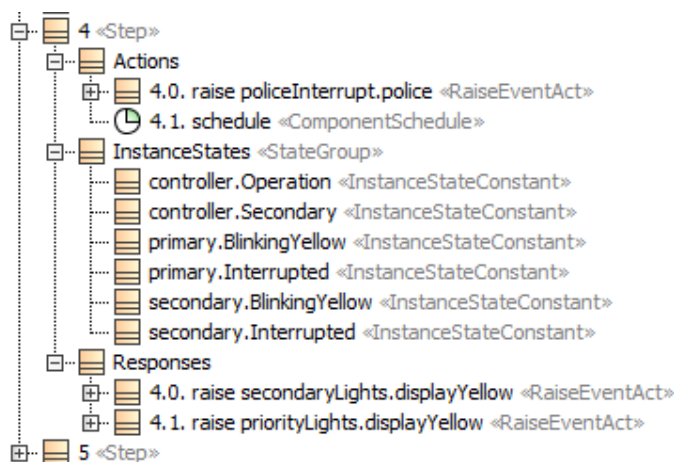 4 «Step»
Actions
4.0. raise policeInterrupt.police «RaiseEventAct»
4.1. schedule «ComponentSchedule»
InstanceStates «StateGroup»
controller.Operation «InstanceStateConstant»
controller.Secondary «InstanceStateConstant»
primary.BlinkingYellow «InstanceStateConstant»
primary.Interrupted «InstanceStateConstant»
secondary.BlinkingYellow «InstanceStateConstant»
secondary.Interrupted «InstanceStateConstant»
Responses
4.0. raise secondaryLights.displayYellow «RaiseEventAct»
4.1. raise priorityLights.displayYellow «RaiseEventAct»
5 «Step»